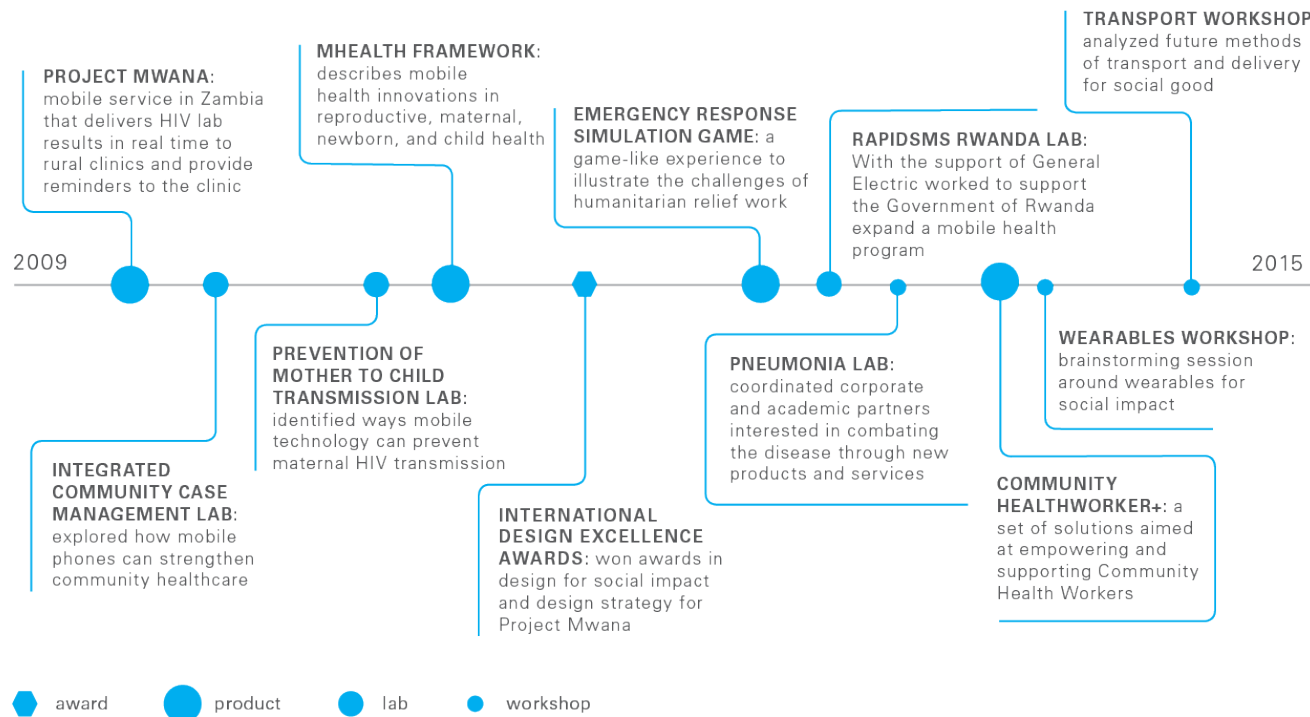 PROJECT MWANA:
mobile service in Zambia
that delivers HIV lab
results in real time to
rural clinics and provide
reminders to the clinic
MHEALTH FRAMEWORK:
describes mobile
health innovations in
reproductive, maternal,
newborn, and child health
EMERGENCY RESPONSE
SIMULATION GAME: a
game-like experience to
illustrate the challenges of
humanitarian relief work
RAPIDSMS RWANDA LAB:
With the support of General
Electric worked to support
the Government of Rwanda
expand a mobile health
program
TRANSPORT WORKSHOP
analyzed future methods
of transport and delivery
for social good
2009
2015
INTEGRATED
COMMUNITY CASE
MANAGEMENT LAB:
explored how mobile
phones can strengthen
community healthcare
PREVENTION OF
MOTHER TO CHILD
TRANSMISSION LAB:
identified ways mobile
technology can prevent
maternal HIV transmission
INTERNATIONAL
DESIGN EXCELLENCE
AWARDS: won awards in
design for social impact
and design strategy for
Project Mwana
PNEUMONIA LAB:
coordinated corporate
and academic partners
interested in combating
the disease through new
products and services
COMMUNITY
HEALTHWORKER+: a
set of solutions aimed
at empowering and
supporting Community
Health Workers
WEARABLES WORKSHOP:
brainstorming session
around wearables for
social impact
award
product
lab
workshop